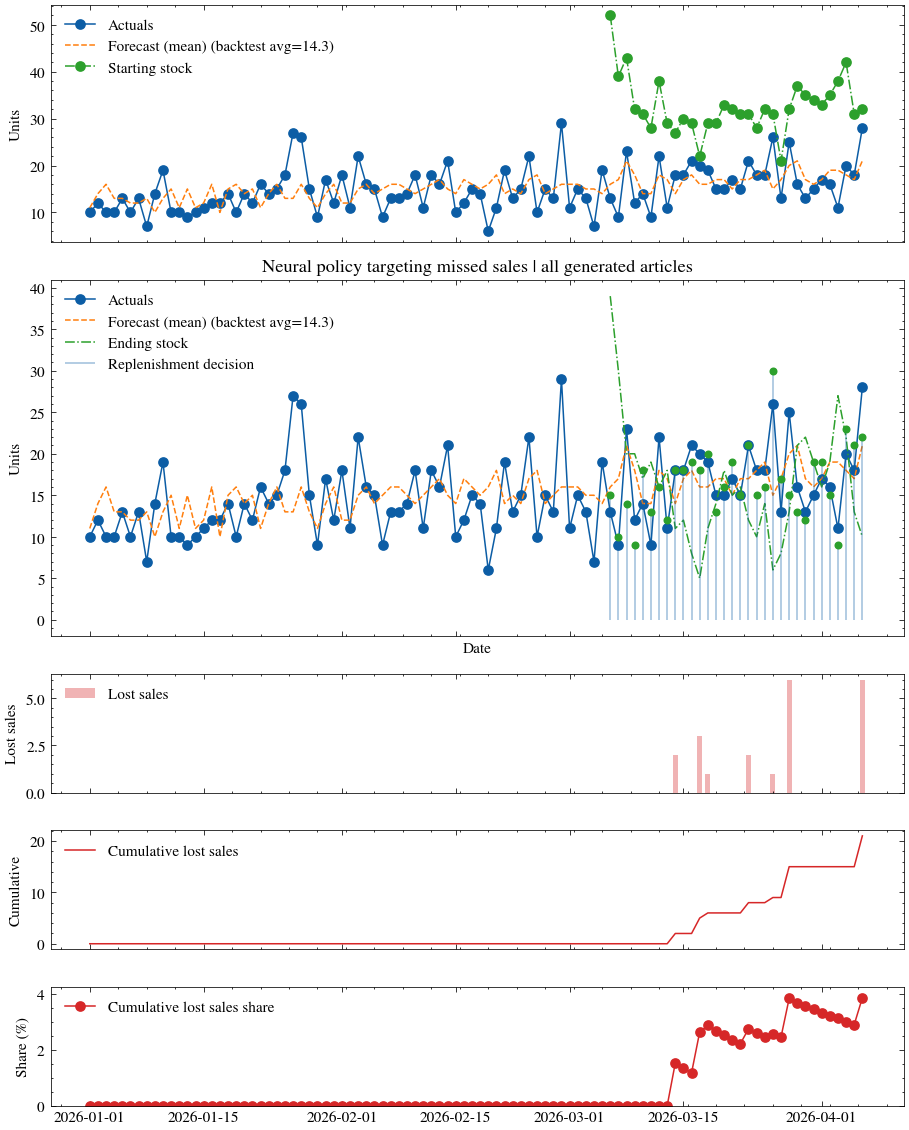 50
40
30
20
10
Units
Actuals
Forecast (mean) (backtest avg=14.3)
Starting stock
Neural policy targeting missed sales | all generated articles
40
35
30
25
20
15
10
5
0
Units
Actuals
Forecast (mean) (backtest avg=14.3)
Ending stock
Replenishment decision
Date
5.0
2.5
0.0
Lost sales
Lost sales
20
10
0
Cumulative
Cumulative lost sales
4
2
0
Share (%)
Cumulative lost sales share
2026-01-01 2026-01-15 2026-02-01 2026-02-15 2026-03-01 2026-03-15 2026-04-01